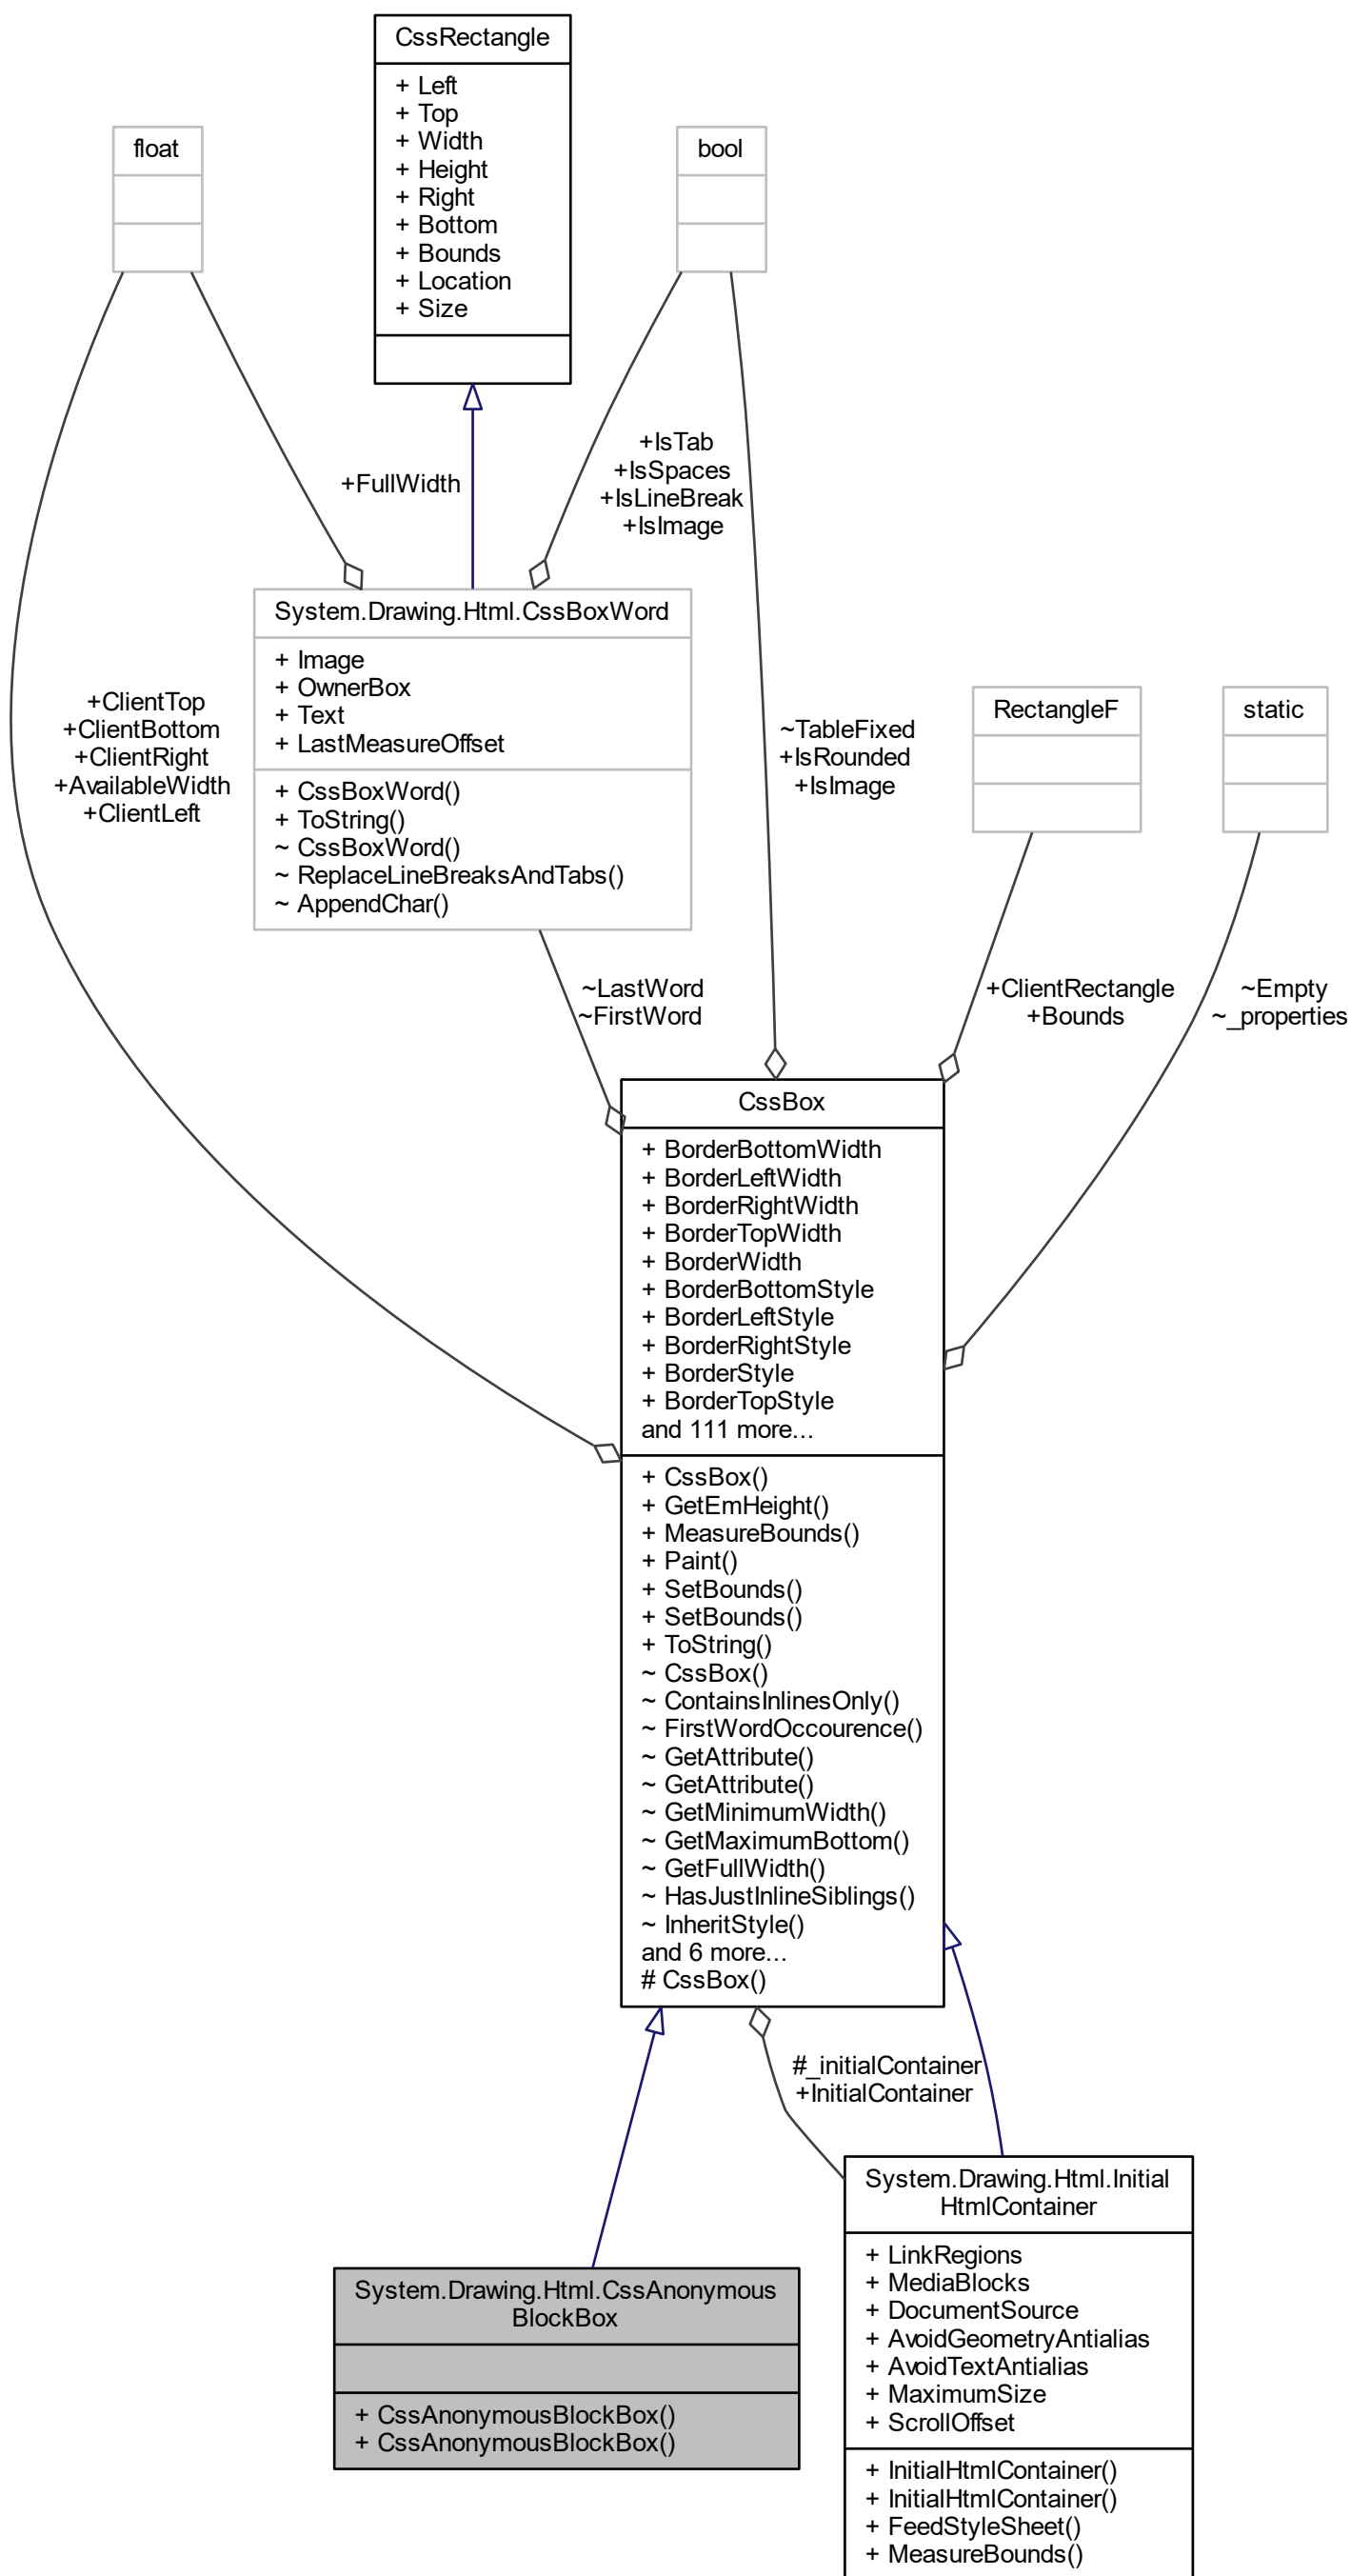 CssRectangle
+ Left
+ Top
+ Width
+ Height
+ Right
+ Bottom
+ Bounds
+ Location
+ Size
float
bool
+FullWidth
+IsTab
+IsSpaces
+IsLineBreak
+IsImage
System.Drawing.Html.CssBoxWord
+ Image
+ OwnerBox
+ Text
+ LastMeasureOffset
+ CssBoxWord()
+ ToString()
~ CssBoxWord()
~ ReplaceLineBreaksAndTabs()
~ AppendChar()
+ClientTop
+ClientBottom
+ClientRight
+AvailableWidth
+ClientLeft
~TableFixed
+IsRounded
+IsImage
RectangleF
static
~LastWord
~FirstWord
+ClientRectangle
+Bounds
~Empty
~_properties
CssBox
+ BorderBottomWidth
+ BorderLeftWidth
+ BorderRightWidth
+ BorderTopWidth
+ BorderWidth
+ BorderBottomStyle
+ BorderLeftStyle
+ BorderRightStyle
+ BorderStyle
+ BorderTopStyle
and 111 more...
+ CssBox()
+ GetEmHeight()
+ MeasureBounds()
+ Paint()
+ SetBounds()
+ SetBounds()
+ ToString()
~ CssBox()
~ ContainsInlinesOnly()
~ FirstWordOccourence()
~ GetAttribute()
~ GetAttribute()
~ GetMinimumWidth()
~ GetMaximumBottom()
~ GetFullWidth()
~ HasJustInlineSiblings()
~ InheritStyle()
and 6 more...
# CssBox()
#_initialContainer
+InitialContainer
System.Drawing.Html.Initial
HtmlContainer
+ LinkRegions
+ MediaBlocks
+ DocumentSource
+ AvoidGeometryAntialias
+ AvoidTextAntialias
+ MaximumSize
+ ScrollOffset
+ InitialHtmlContainer()
+ InitialHtmlContainer()
+ FeedStyleSheet()
+ MeasureBounds()
System.Drawing.Html.CssAnonymous
BlockBox
+ CssAnonymousBlockBox()
+ CssAnonymousBlockBox()